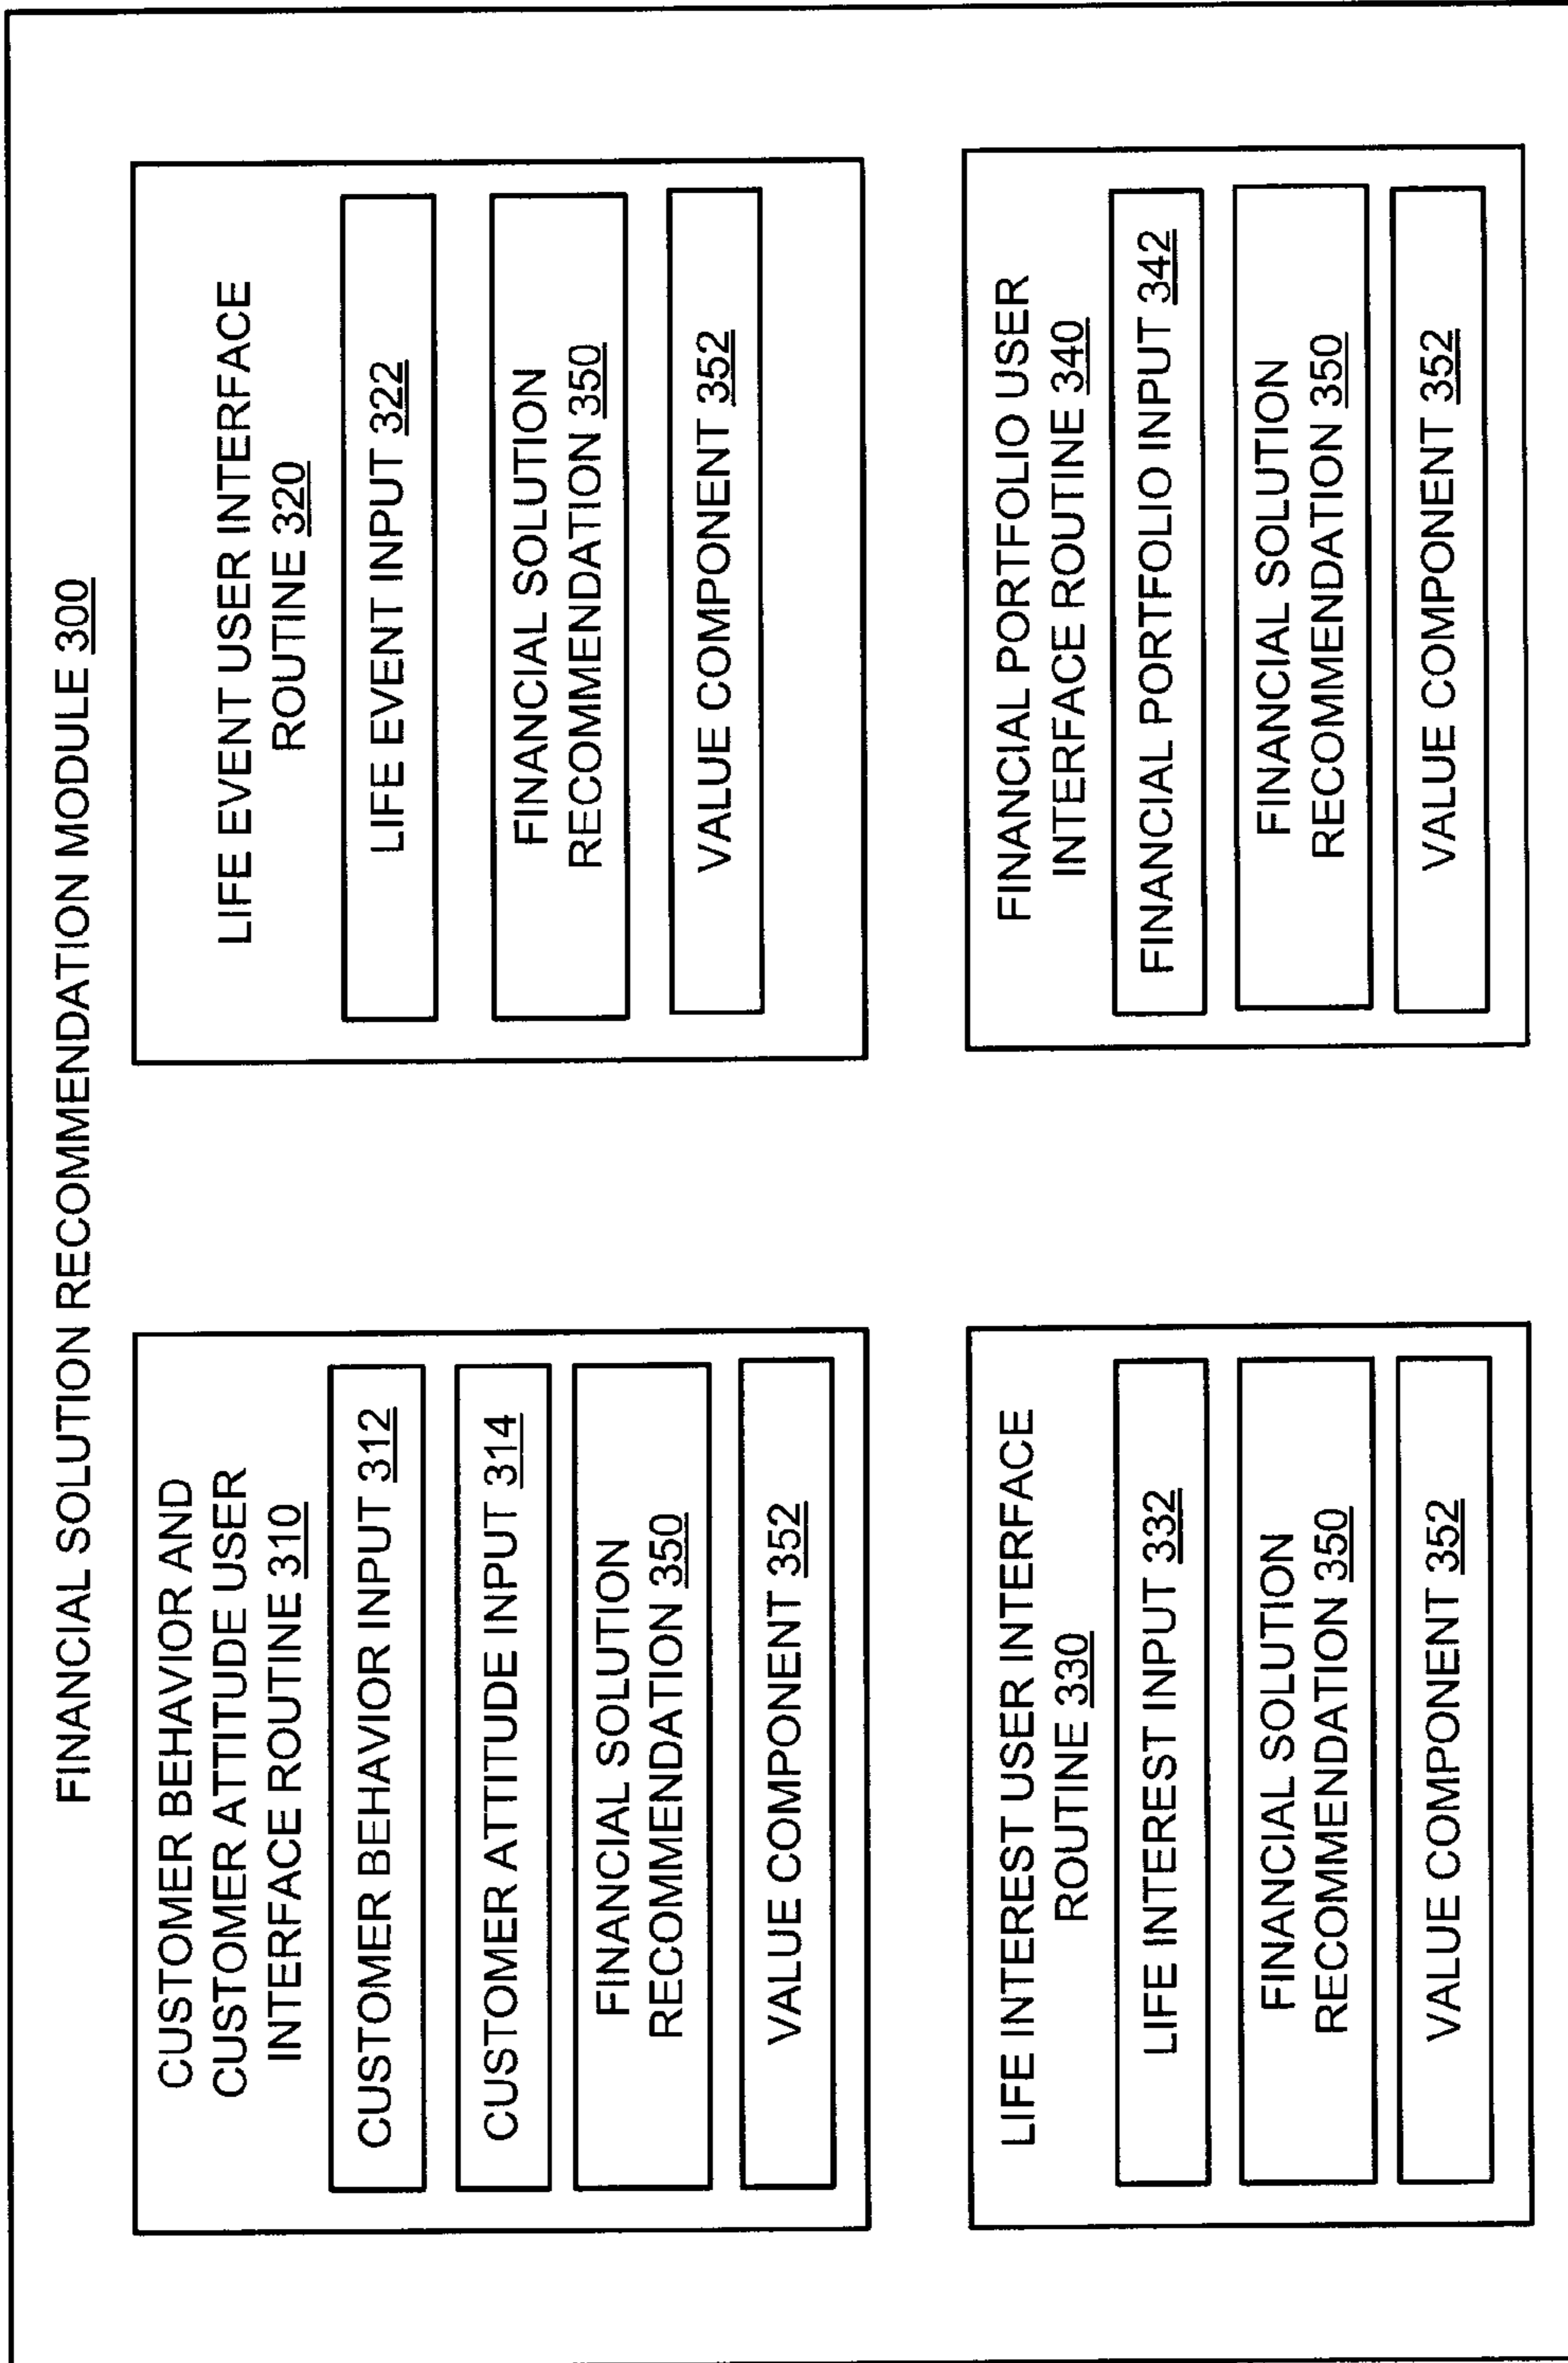 FINANCIAL SOLUTION RECOMMENDATION MODULE 300
CUSTOMER BEHAVIOR AND
CUSTOMER ATTITUDE USER
INTERFACE ROUTINE 310
CUSTOMER BEHAVIOR INPUT 312
CUSTOMER ATTITUDE INPUT 314
FINANCIAL SOLUTION
RECOMMENDATION 350
VALUE COMPONENT 352
LIFE EVENT USER INTERFACE
ROUTINE 320
LIFE EVENT INPUT 322
FINANCIAL SOLUTION
RECOMMENDATION 350
VALUE COMPONENT 352
LIFE INTEREST USER INTERFACE
ROUTINE 330
LIFE INTEREST INPUT 332
FINANCIAL SOLUTION
RECOMMENDATION 350
VALUE COMPONENT 352
FINANCIAL PORTFOLIO USER
INTERFACE ROUTINE 340
FINANCIAL PORTFOLIO INPUT 342
FINANCIAL SOLUTION
RECOMMENDATION 350
VALUE COMPONENT 352